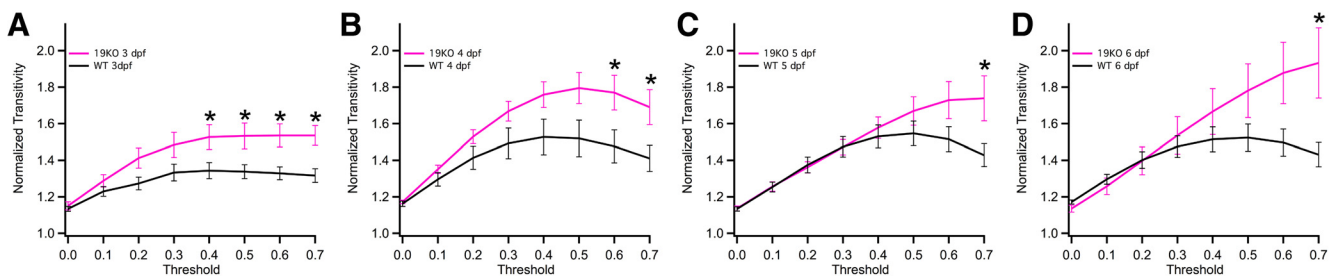 A
Normalized Transitivity
2.0
1.8
1.6
1.4
1.2
1.0
19KO 3 dpf
WT 3dpf
* * * *
0.0 0.1 0.2 0.3 0.4 0.5 0.6 0.7
Threshold
B
Normalized Transitivity
2.0
1.8
1.6
1.4
1.2
1.0
19KO 4 dpf
WT 4 dpf
* *
0.0 0.1 0.2 0.3 0.4 0.5 0.6 0.7
Threshold
C
Normalized Transitivity
2.0
1.8
1.6
1.4
1.2
1.0
19KO 5 dpf
WT 5 dpf
*
0.0 0.1 0.2 0.3 0.4 0.5 0.6 0.7
Threshold
D
Normalized Transitivity
2.0
1.8
1.6
1.4
1.2
1.0
19KO 6 dpf
WT 6 dpf
*
0.0 0.1 0.2 0.3 0.4 0.5 0.6 0.7
Threshold